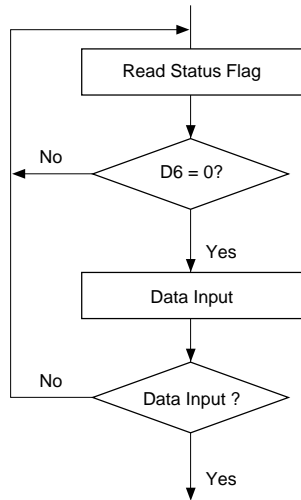 Read Status Flag
No
D6 = 0?
Yes
Data Input
No
Data Input ?
Yes